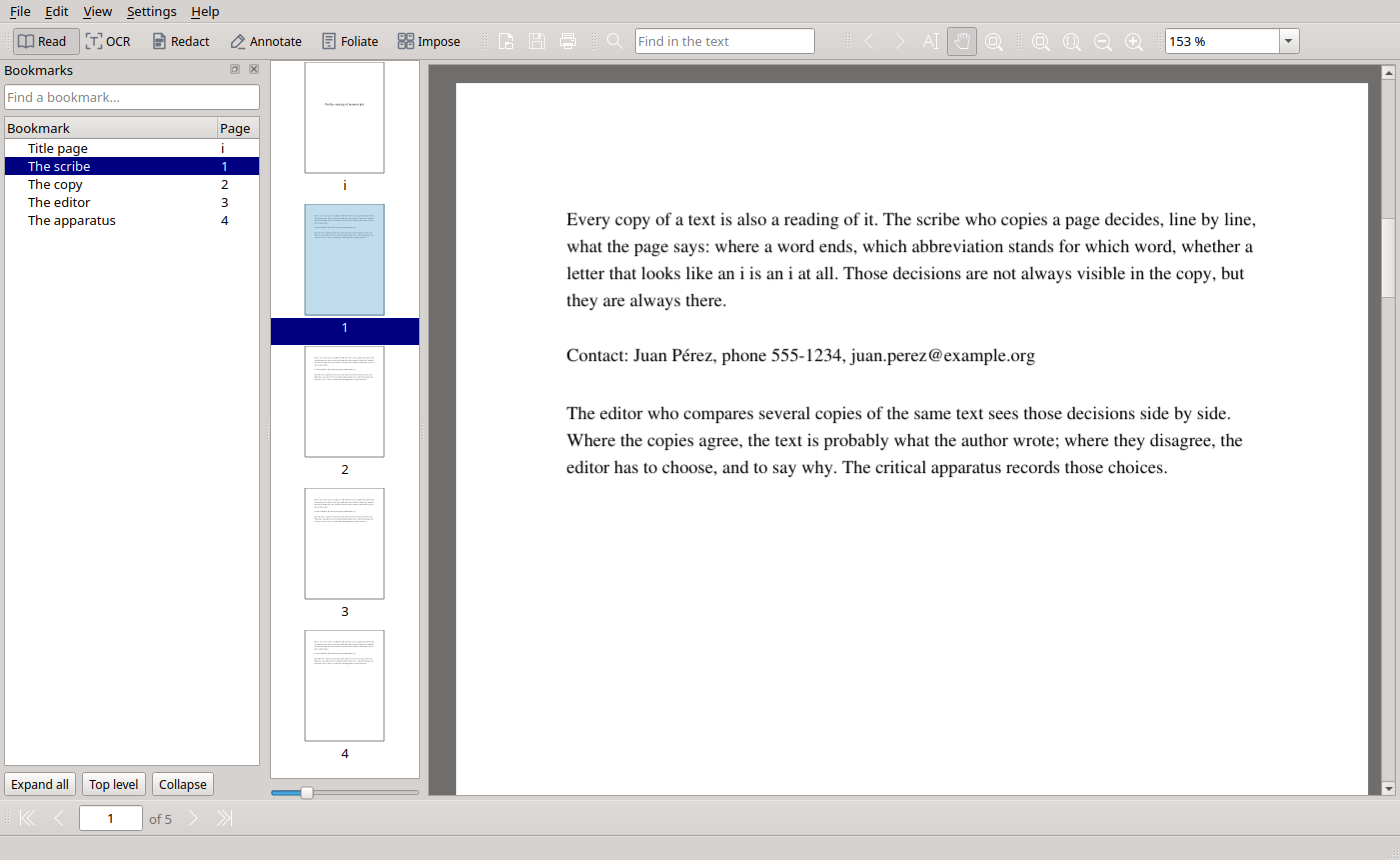 File Edit View Settings Help
Read OCR Redact Annotate Foliate Impose Find in the text 153 %
Bookmarks
Find a bookmark...
Bookmark Page
Title page i
The scribe 1
The copy 2
The editor 3
The apparatus 4
Expand all Top level Collapse
i
1
2
3
4
Every copy of a text is also a reading of it. The scribe who copies a page decides, line by line,
what the page says: where a word ends, which abbreviation stands for which word, whether a
letter that looks like an i is an i at all. Those decisions are not always visible in the copy, but
they are always there.
Contact: Juan Pérez, phone 555-1234, juan.perez@example.org
The editor who compares several copies of the same text sees those decisions side by side.
Where the copies agree, the text is probably what the author wrote; where they disagree, the
editor has to choose, and to say why. The critical apparatus records those choices.
1 of 5